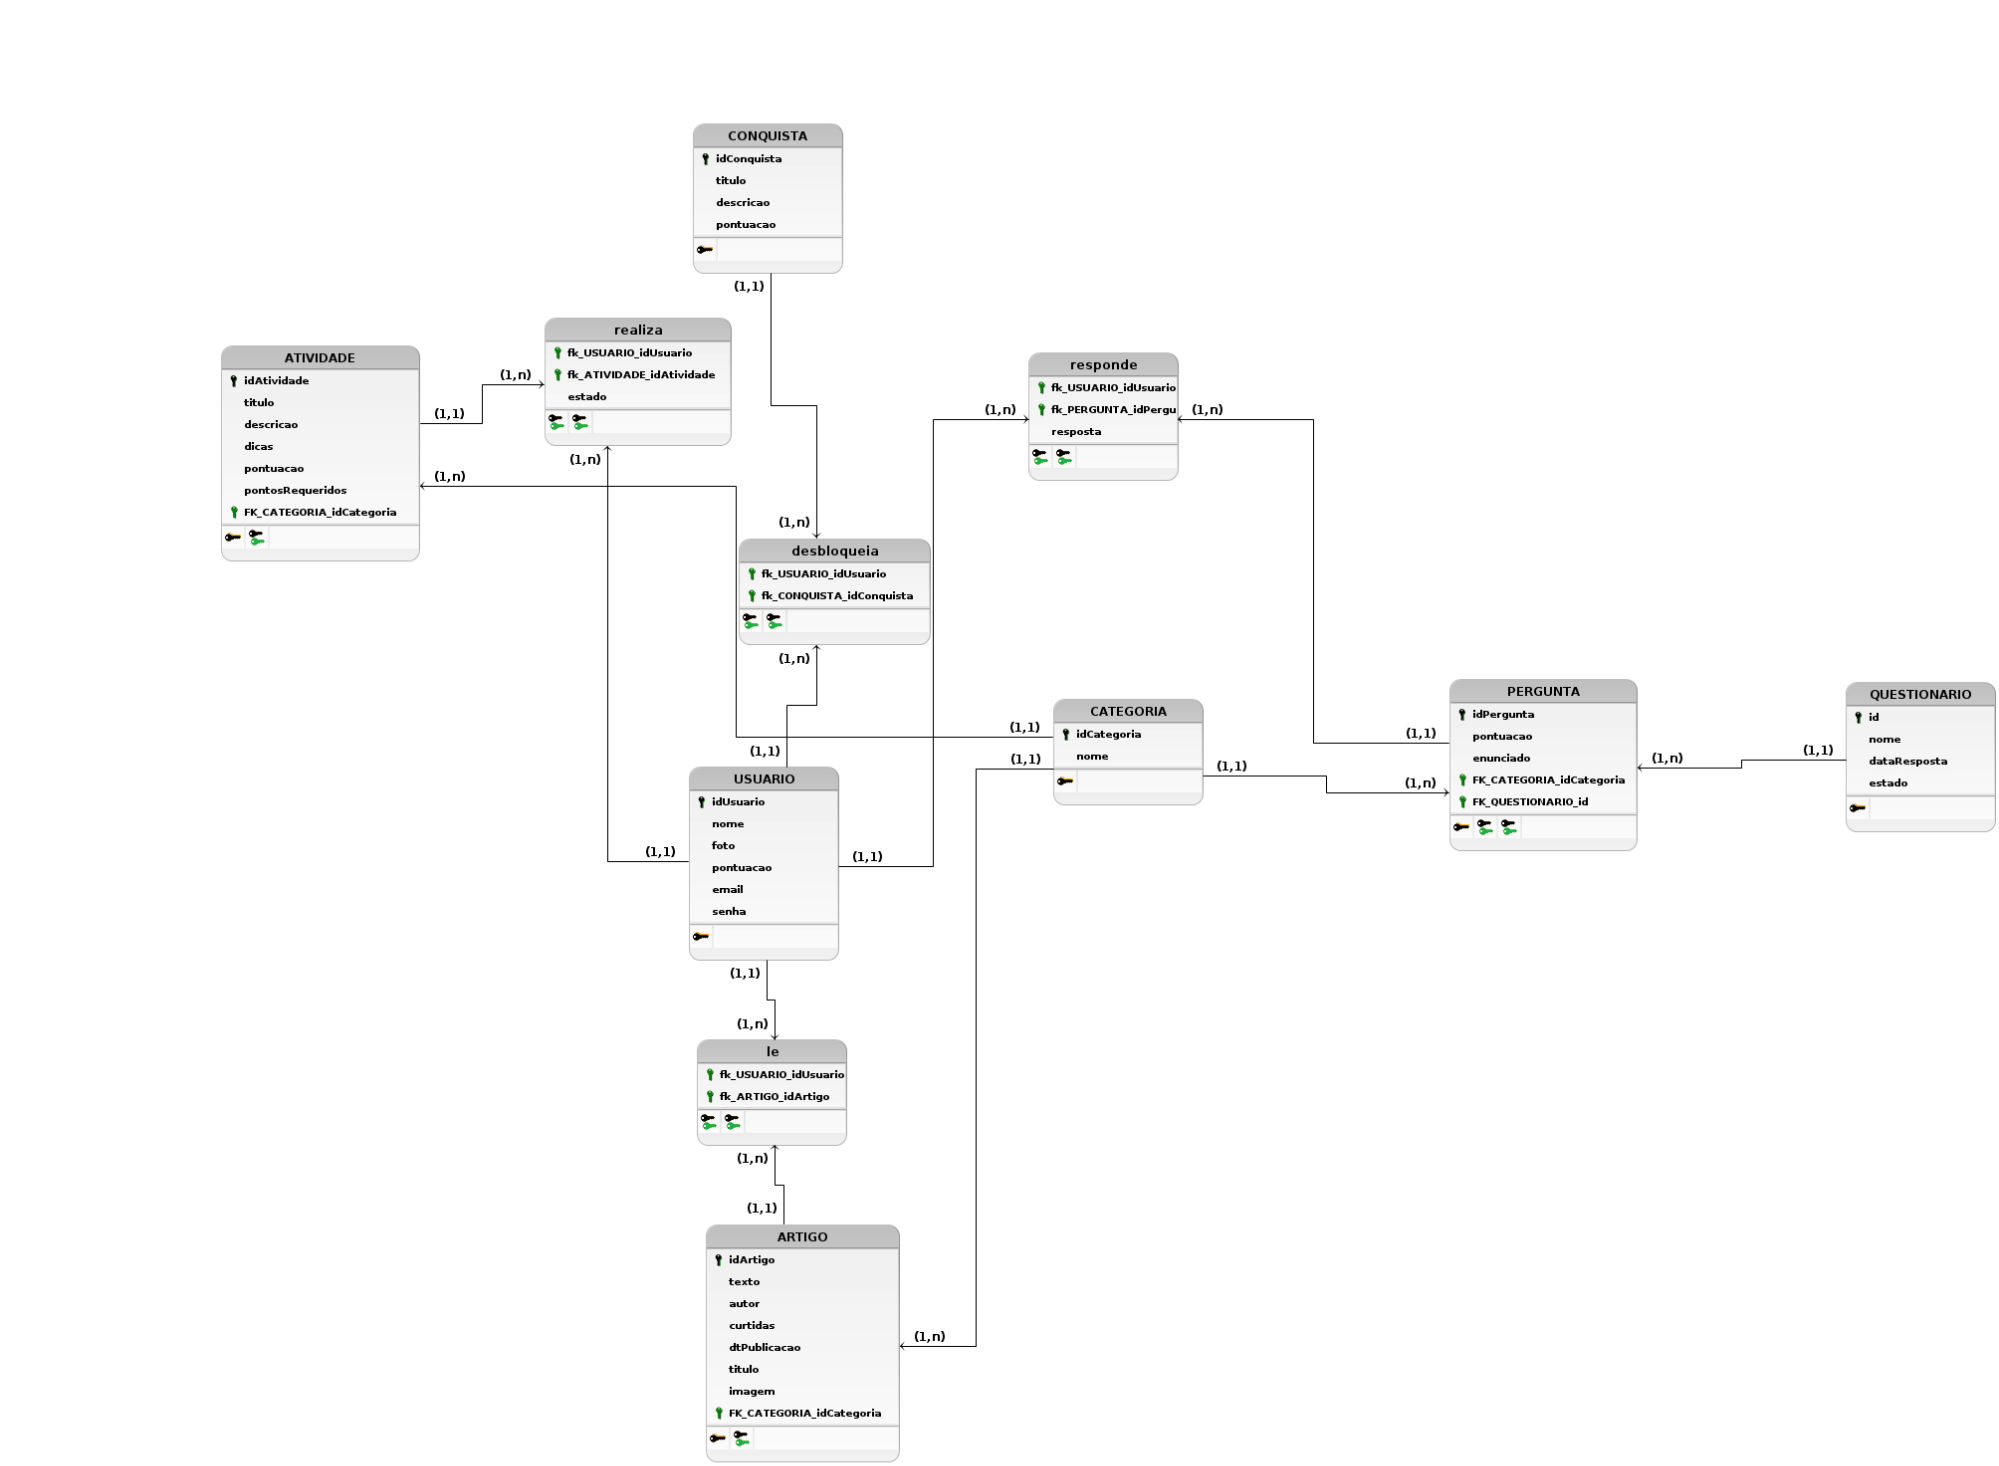 CONQUISTA
idConquista
titulo
descricao
pontuacao
(1,1)
realiza
fk_USUARIO_idUsuario
fk_ATIVIDADE_idAtividade
estado
(1,n)
(1,n)
ATIVIDADE
idAtividade
titulo
descricao
dicas
pontuacao
pontosRequeridos
FK_CATEGORIA_idCategoria
(1,1)
(1,n)
responde
fk_USUARIO_idUsuario
fk_PERGUNTA_idPergu
resposta
(1,n)
(1,n)
(1,n)
desbloqueia
fk_USUARIO_idUsuario
fk_CONQUISTA_idConquista
(1,n)
CATEGORIA
idCategoria
nome
(1,1)
(1,1)
(1,1)
PERGUNTA
idPergunta
pontuacao
enunciado
FK_CATEGORIA_idCategoria
FK_QUESTIONARIO_id
(1,1)
(1,n)
(1,n)
QUESTIONARIO
id
nome
dataResposta
estado
(1,1)
(1,1)
USUARIO
idUsuario
nome
foto
pontuacao
email
senha
(1,1)
(1,1)
(1,1)
(1,n)
le
fk_USUARIO_idUsuario
fk_ARTIGO_idArtigo
(1,n)
(1,1)
ARTIGO
idArtigo
texto
autor
curtidas
dtPublicacao
titulo
imagem
FK_CATEGORIA_idCategoria
(1,n)